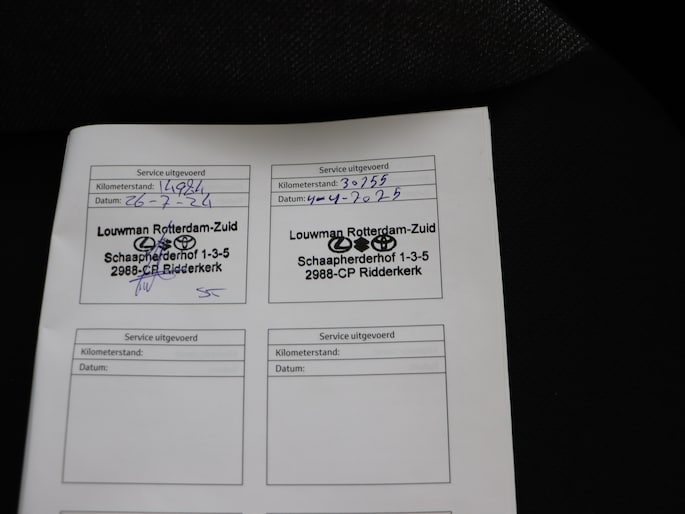 Service uitgevoerd
Kilometerstand: 14984
Datum: 26-7-24
Louwman Rotterdam-Zuid
Schaapherderhof 1-3-5
2988-CP Ridderkerk
Service uitgevoerd
Kilometerstand: 30255
Datum: 4-4-2025
Louwman Rotterdam-Zuid
Schaapherderhof 1-3-5
2988-CP Ridderkerk
Service uitgevoerd
Kilometerstand:
Datum:
Service uitgevoerd
Kilometerstand:
Datum: